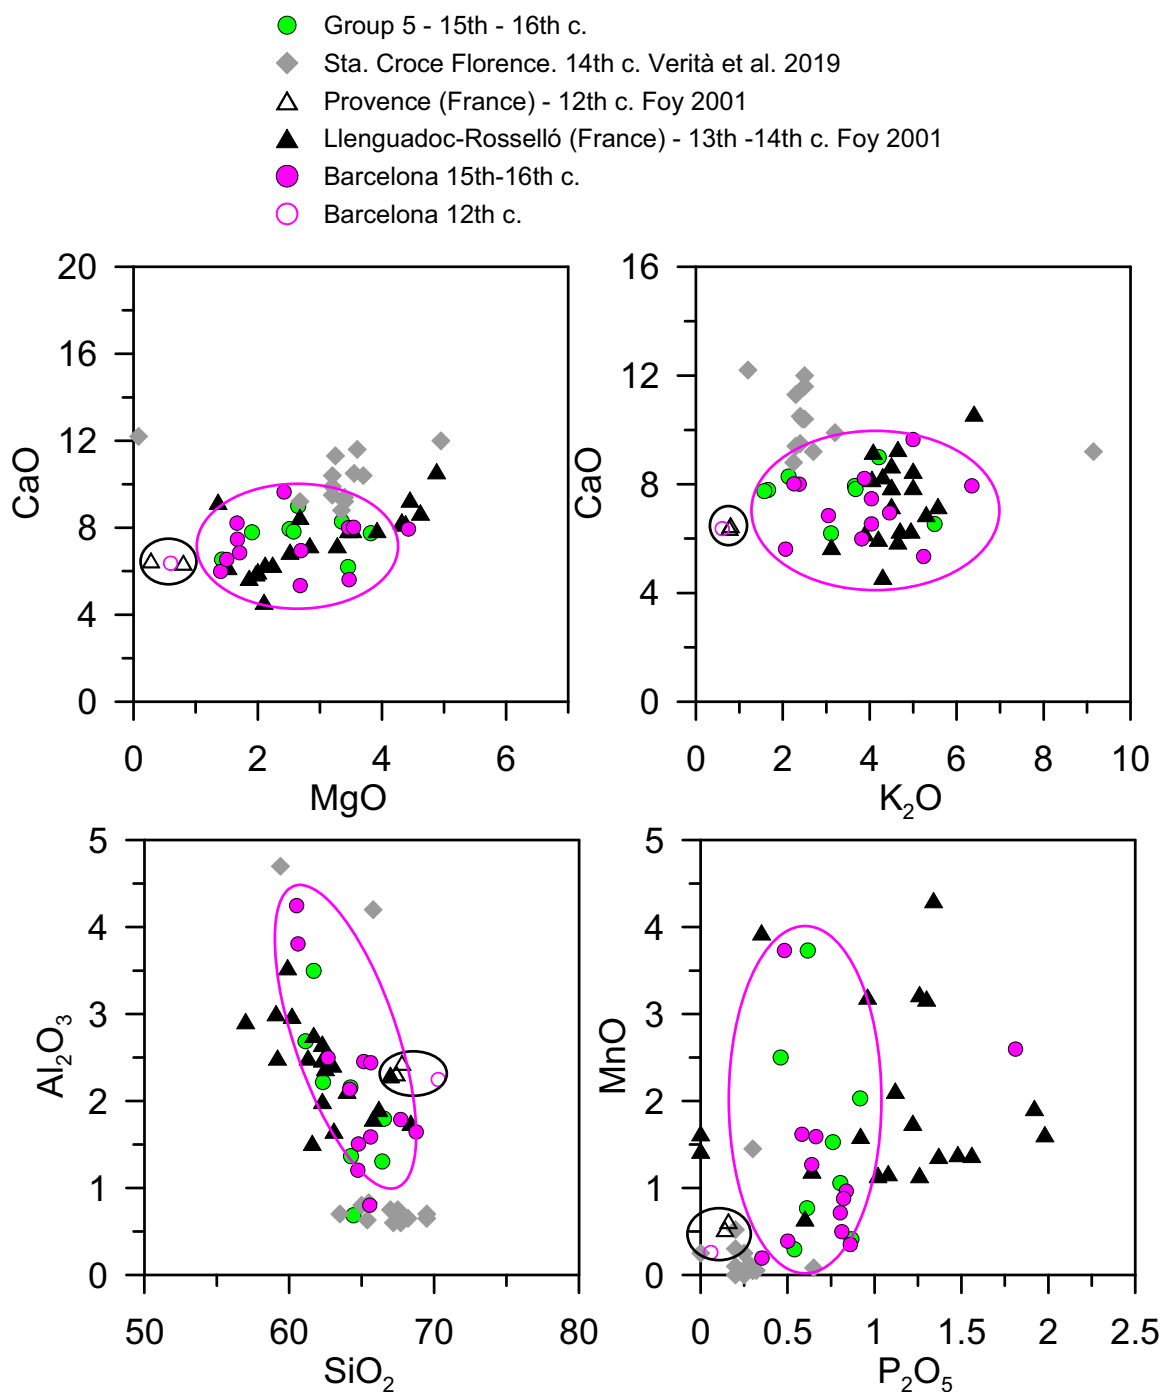 Group 5 - 15th - 16th c.
Sta. Croce Florence. 14th c. Verità et al. 2019
Provence (France) - 12th c. Foy 2001
Llenguadoc-Rosselló (France) - 13th -14th c. Foy 2001
Barcelona 15th-16th c.
Barcelona 12th c.
20
16
12
8
4
0
CaO
0 2 4 6
MgO
16
12
8
4
0
CaO
0 2 4 6 8 10
K₂O
5
4
3
2
1
0
Al₂O₃
50 60 70 80
SiO₂
5
4
3
2
1
0
MnO
0 0.5 1 1.5 2 2.5
P₂O₅